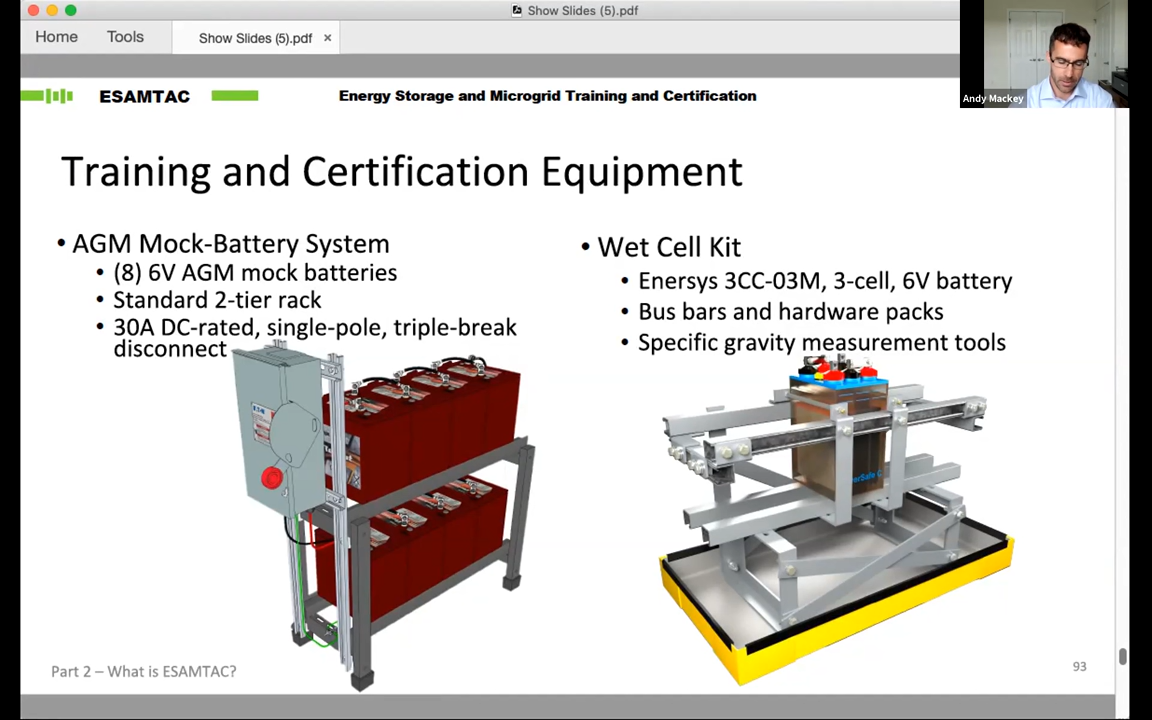 Show Slides (5).pdf
Home
Tools
Show Slides (5).pdf ×
Andy Mackey
ESAMTAC
Energy Storage and Microgrid Training and Certification
Training and Certification Equipment
• AGM Mock-Battery System
• (8) 6V AGM mock batteries
• Standard 2-tier rack
• 30A DC-rated, single-pole, triple-break
disconnect
• Wet Cell Kit
• Enersys 3CC-03M, 3-cell, 6V battery
• Bus bars and hardware packs
• Specific gravity measurement tools
Part 2 – What is ESAMTAC?
93